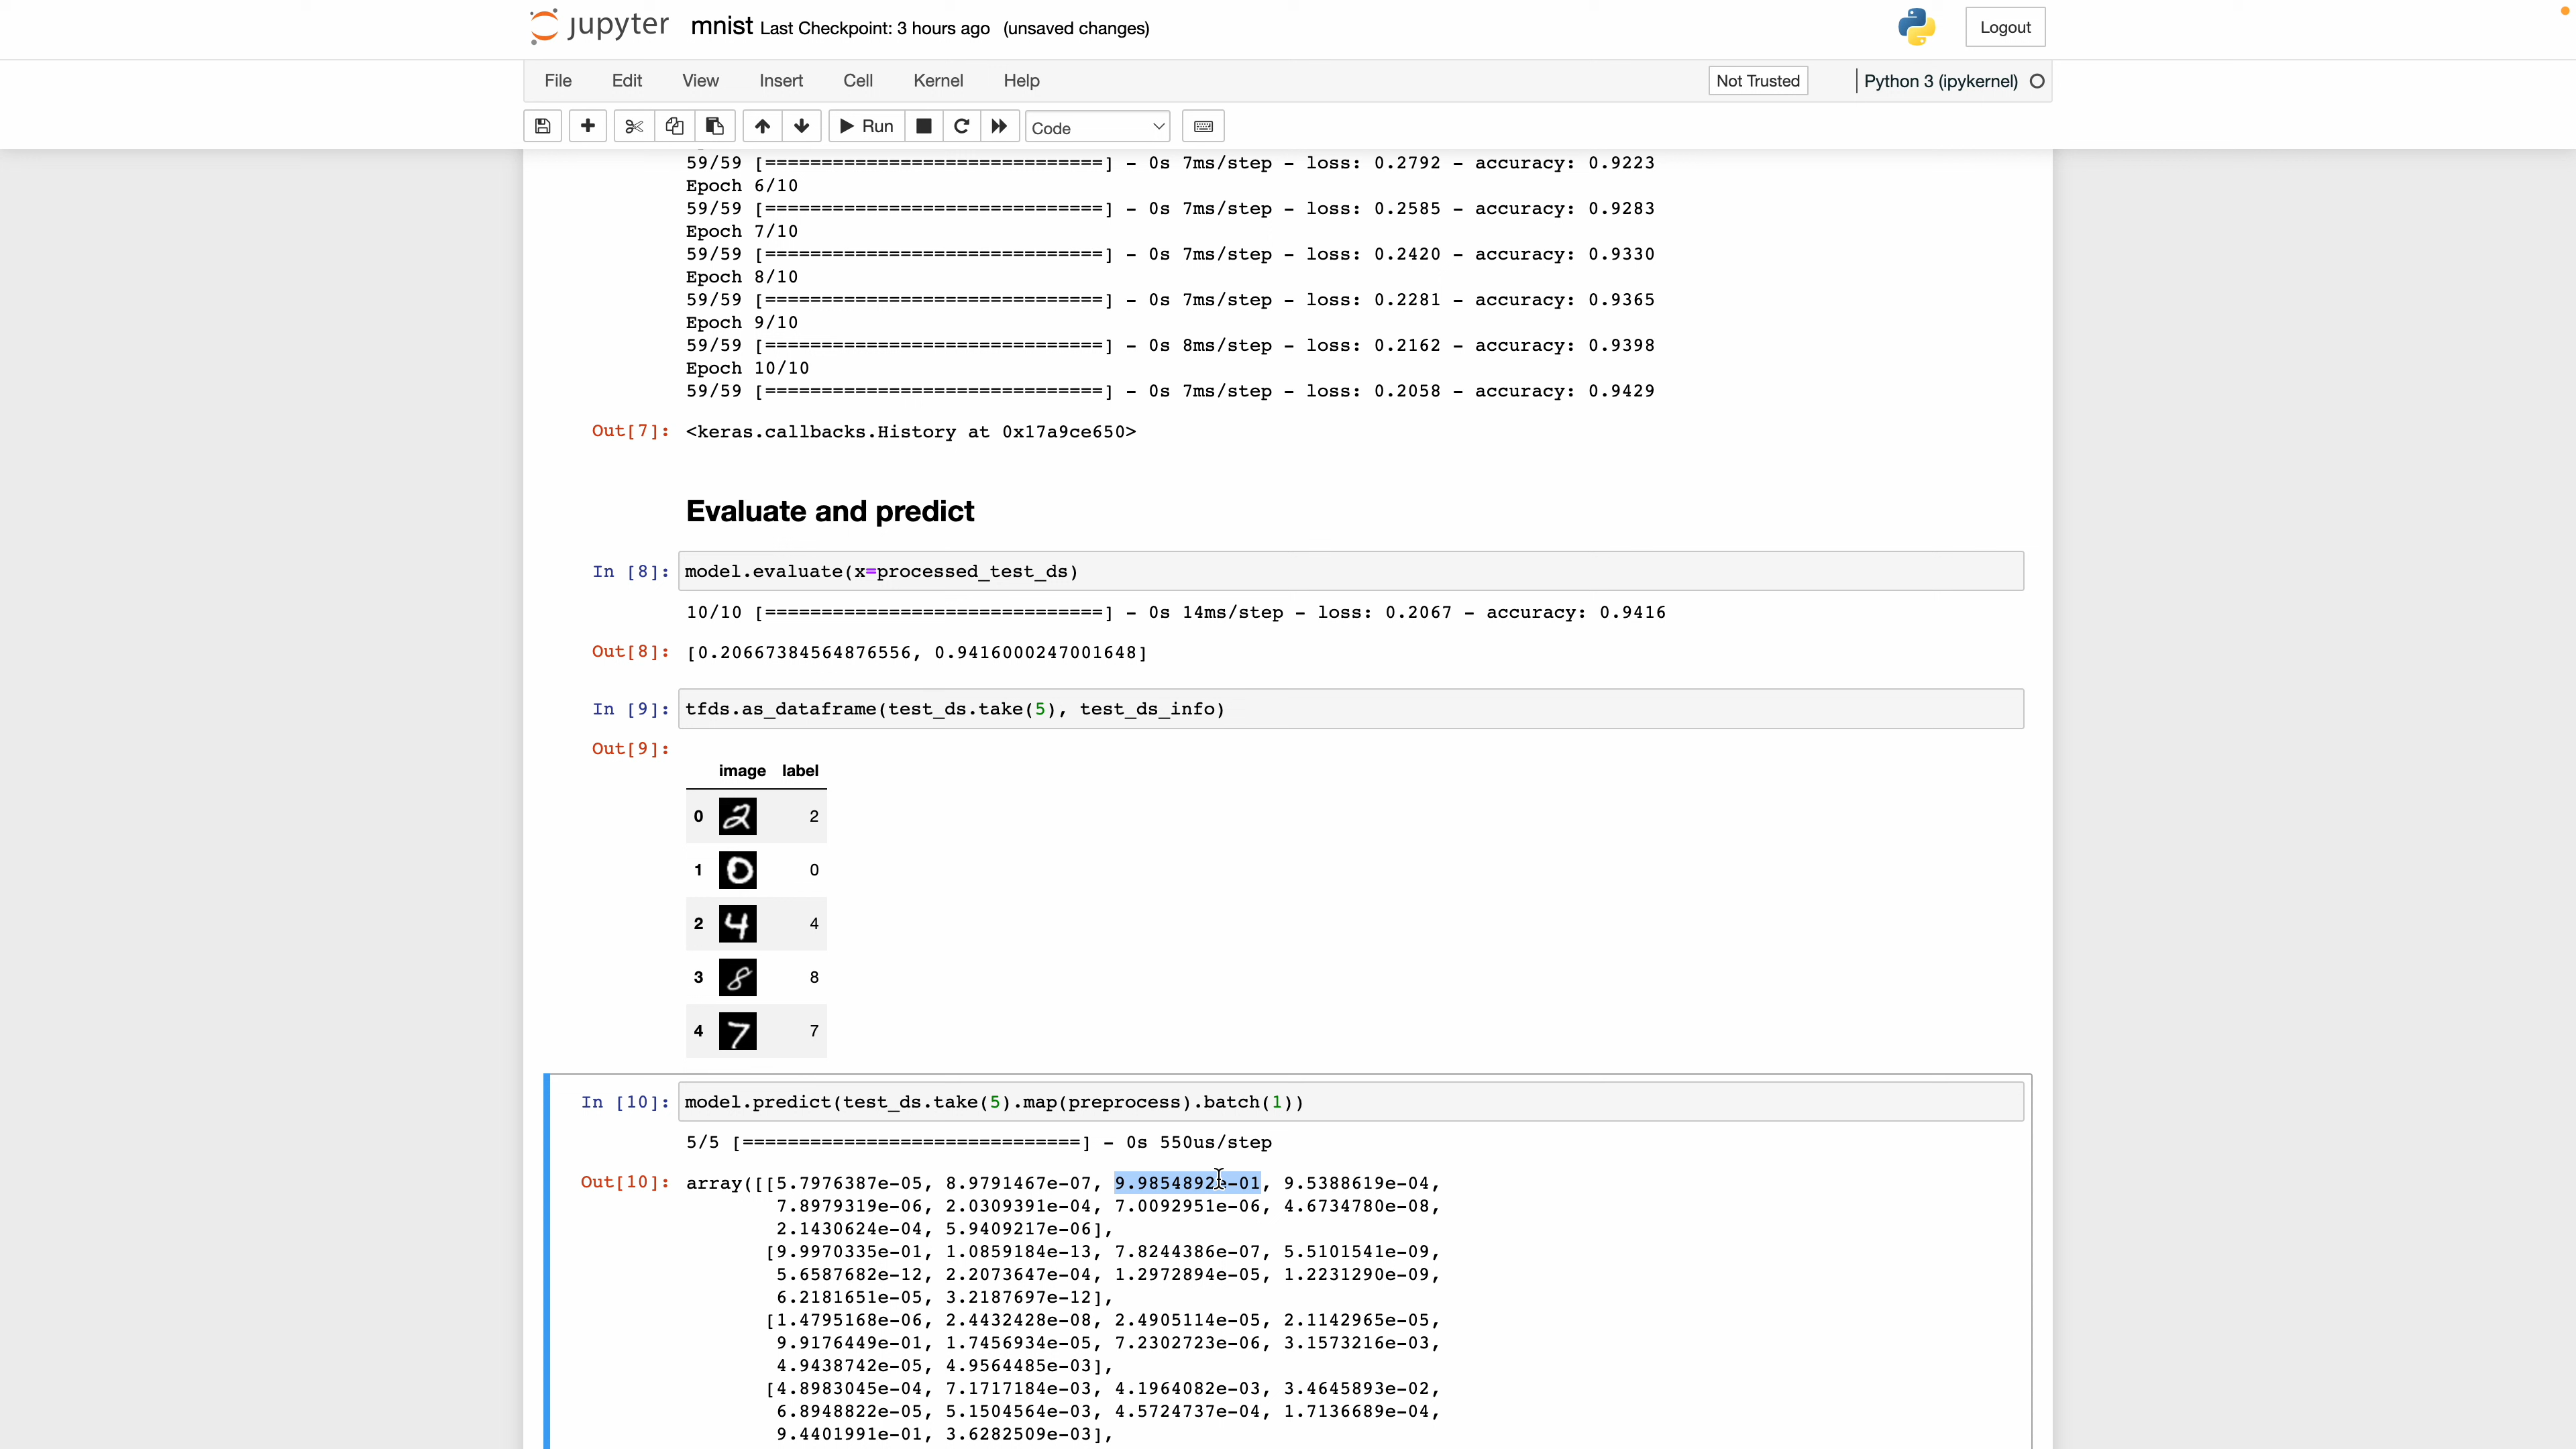 jupyter mnist Last Checkpoint: 3 hours ago (unsaved changes) Logout
File Edit View Insert Cell Kernel Help Not Trusted Python 3 (ipykernel)
Run Code
59/59 [==============================] - 0s 7ms/step - loss: 0.2792 - accuracy: 0.9223
Epoch 6/10
59/59 [==============================] - 0s 7ms/step - loss: 0.2585 - accuracy: 0.9283
Epoch 7/10
59/59 [==============================] - 0s 7ms/step - loss: 0.2420 - accuracy: 0.9330
Epoch 8/10
59/59 [==============================] - 0s 7ms/step - loss: 0.2281 - accuracy: 0.9365
Epoch 9/10
59/59 [==============================] - 0s 8ms/step - loss: 0.2162 - accuracy: 0.9398
Epoch 10/10
59/59 [==============================] - 0s 7ms/step - loss: 0.2058 - accuracy: 0.9429
Out[7]: <keras.callbacks.History at 0x17a9ce650>
Evaluate and predict
In [8]: model.evaluate(x=processed_test_ds)
10/10 [==============================] - 0s 14ms/step - loss: 0.2067 - accuracy: 0.9416
Out[8]: [0.20667384564876556, 0.9416000247001648]
In [9]: tfds.as_dataframe(test_ds.take(5), test_ds_info)
Out[9]:
image label
0 2 2
1 0 0
2 4 4
3 8 8
4 7 7
In [10]: model.predict(test_ds.take(5).map(preprocess).batch(1))
5/5 [==============================] - 0s 550us/step
Out[10]: array([[5.7976387e-05, 8.9791467e-07, 9.9854892e-01, 9.5388619e-04,
7.8979319e-06, 2.0309391e-04, 7.0092951e-06, 4.6734780e-08,
2.1430624e-04, 5.9409217e-06],
[9.9970335e-01, 1.0859184e-13, 7.8244386e-07, 5.5101541e-09,
5.6587682e-12, 2.2073647e-04, 1.2972894e-05, 1.2231290e-09,
6.2181651e-05, 3.2187697e-12],
[1.4795168e-06, 2.4432428e-08, 2.4905114e-05, 2.1142965e-05,
9.9176449e-01, 1.7456934e-05, 7.2302723e-06, 3.1573216e-03,
4.9438742e-05, 4.9564485e-03],
[4.8983045e-04, 7.1717184e-03, 4.1964082e-03, 3.4645893e-02,
6.8948822e-05, 5.1504564e-03, 4.5724737e-04, 1.7136689e-04,
9.4401991e-01, 3.6282509e-03],